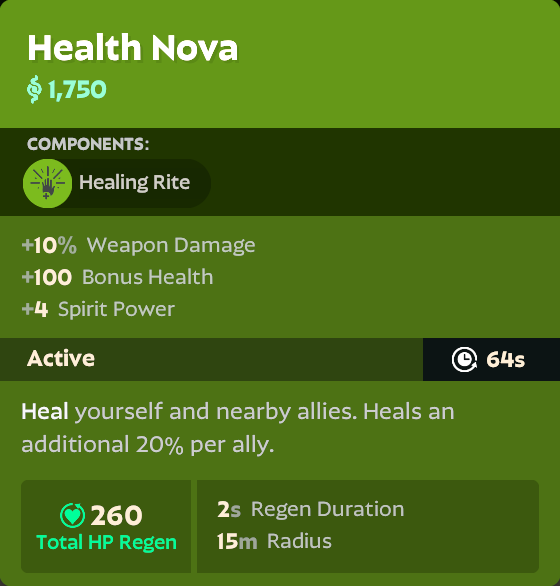 Health Nova
1,750
COMPONENTS:
Healing Rite
+10% Weapon Damage
+100 Bonus Health
+4 Spirit Power
Active 64s
Heal yourself and nearby allies. Heals an
additional 20% per ally.
260
Total HP Regen
2s Regen Duration
15m Radius